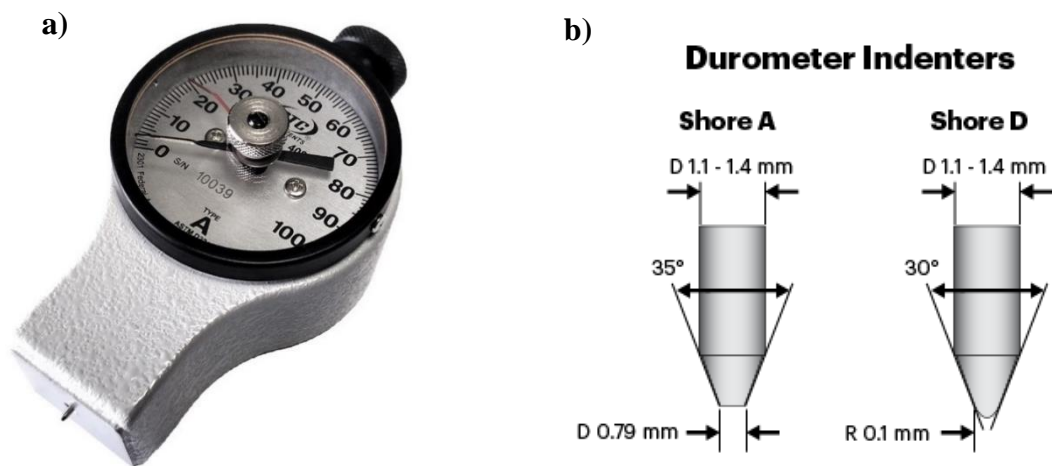 a)
0
10
20
30
40
50
60
70
80
90
100
S/N 10039
TYPE
A
b)
Durometer Indenters
Shore A
Shore D
D 1.1 - 1.4 mm
D 1.1 - 1.4 mm
35°
30°
D 0.79 mm
R 0.1 mm